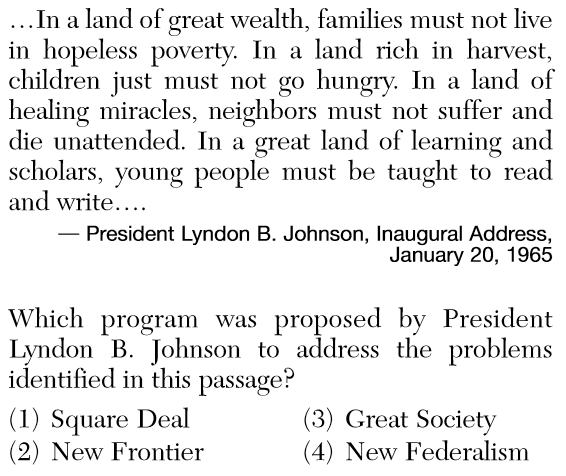 …In a land of great wealth, families must not live
in hopeless poverty. In a land rich in harvest,
children just must not go hungry. In a land of
healing miracles, neighbors must not suffer and
die unattended. In a great land of learning and
scholars, young people must be taught to read
and write….
— President Lyndon B. Johnson, Inaugural Address,
January 20, 1965
Which program was proposed by President
Lyndon B. Johnson to address the problems
identified in this passage?
(1) Square Deal (3) Great Society
(2) New Frontier (4) New Federalism